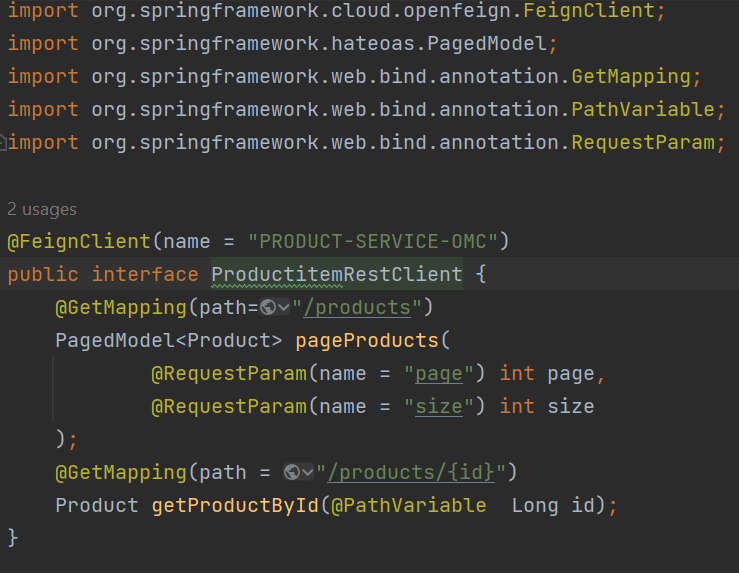 import org.springframework.cloud.openfeign.FeignClient;
import org.springframework.hateoas.PagedModel;
import org.springframework.web.bind.annotation.GetMapping;
import org.springframework.web.bind.annotation.PathVariable;
import org.springframework.web.bind.annotation.RequestParam;
2 usages
@FeignClient(name = "PRODUCT-SERVICE-OMC")
public interface ProductitemRestClient {
@GetMapping(path="/products")
PagedModel<Product> pageProducts(
@RequestParam(name = "page") int page,
@RequestParam(name = "size") int size
);
@GetMapping(path = "/products/{id}")
Product getProductById(@PathVariable  Long id);
}